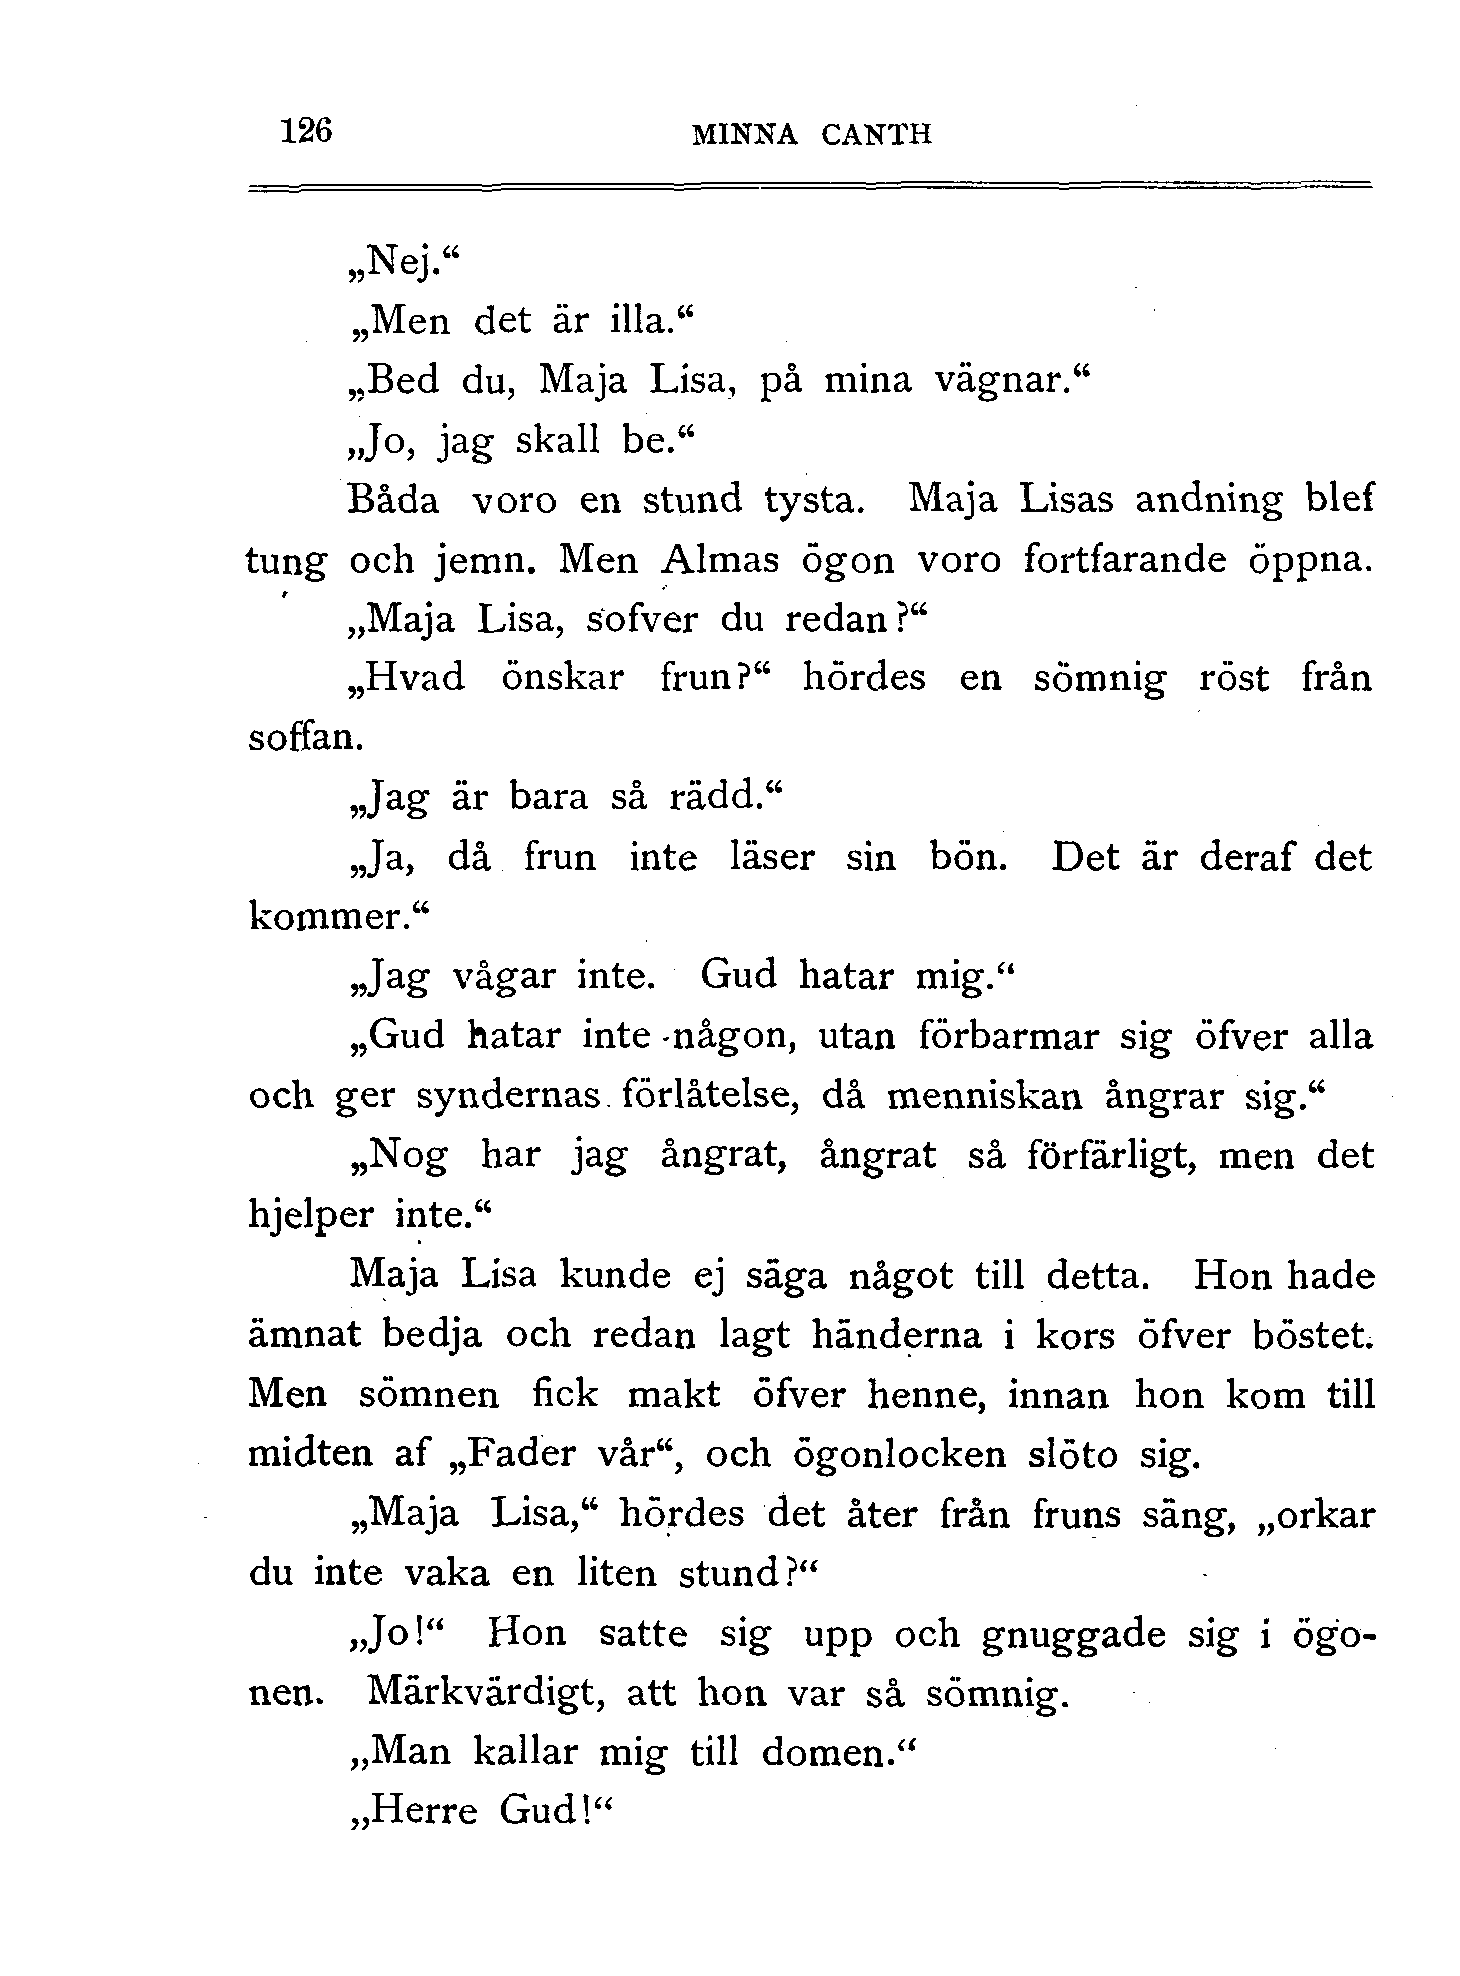 126 MINNA CANTH
„Nej.“
„Men det är illa.“
„Bed du, Maja Lisa, på mina vägnar.“
„Jo, jag skall be.“
Båda voro en stund tysta. Maja Lisas andning blef
tung och jemn. Men Almas ögon voro fortfarande öppna.
„Maja Lisa, sofver du redan?“
„Hvad önskar frun?“ hördes en sömnig röst från
soffan.
„Jag är bara så rädd.“
„Ja, då frun inte läser sin bön. Det är deraf det
kommer.“
„Jag vågar inte. Gud hatar mig.“
„Gud hatar inte någon, utan förbarmar sig öfver alla
och ger syndernas förlåtelse, då menniskan ångrar sig.“
„Nog har jag ångrat, ångrat så förfärligt, men det
hjelper inte.“
Maja Lisa kunde ej säga något till detta. Hon hade
ämnat bedja och redan lagt händerna i kors öfver böstet.
Men sömnen fick makt öfver henne, innan hon kom till
midten af „Fader vår“, och ögonlocken slöto sig.
„Maja Lisa,“ hördes det åter från fruns säng, „orkar
du inte vaka en liten stund?“
„Jo!“ Hon satte sig upp och gnuggade sig i ögo-
nen. Märkvärdigt, att hon var så sömnig.
„Man kallar mig till domen.“
„Herre Gud!“